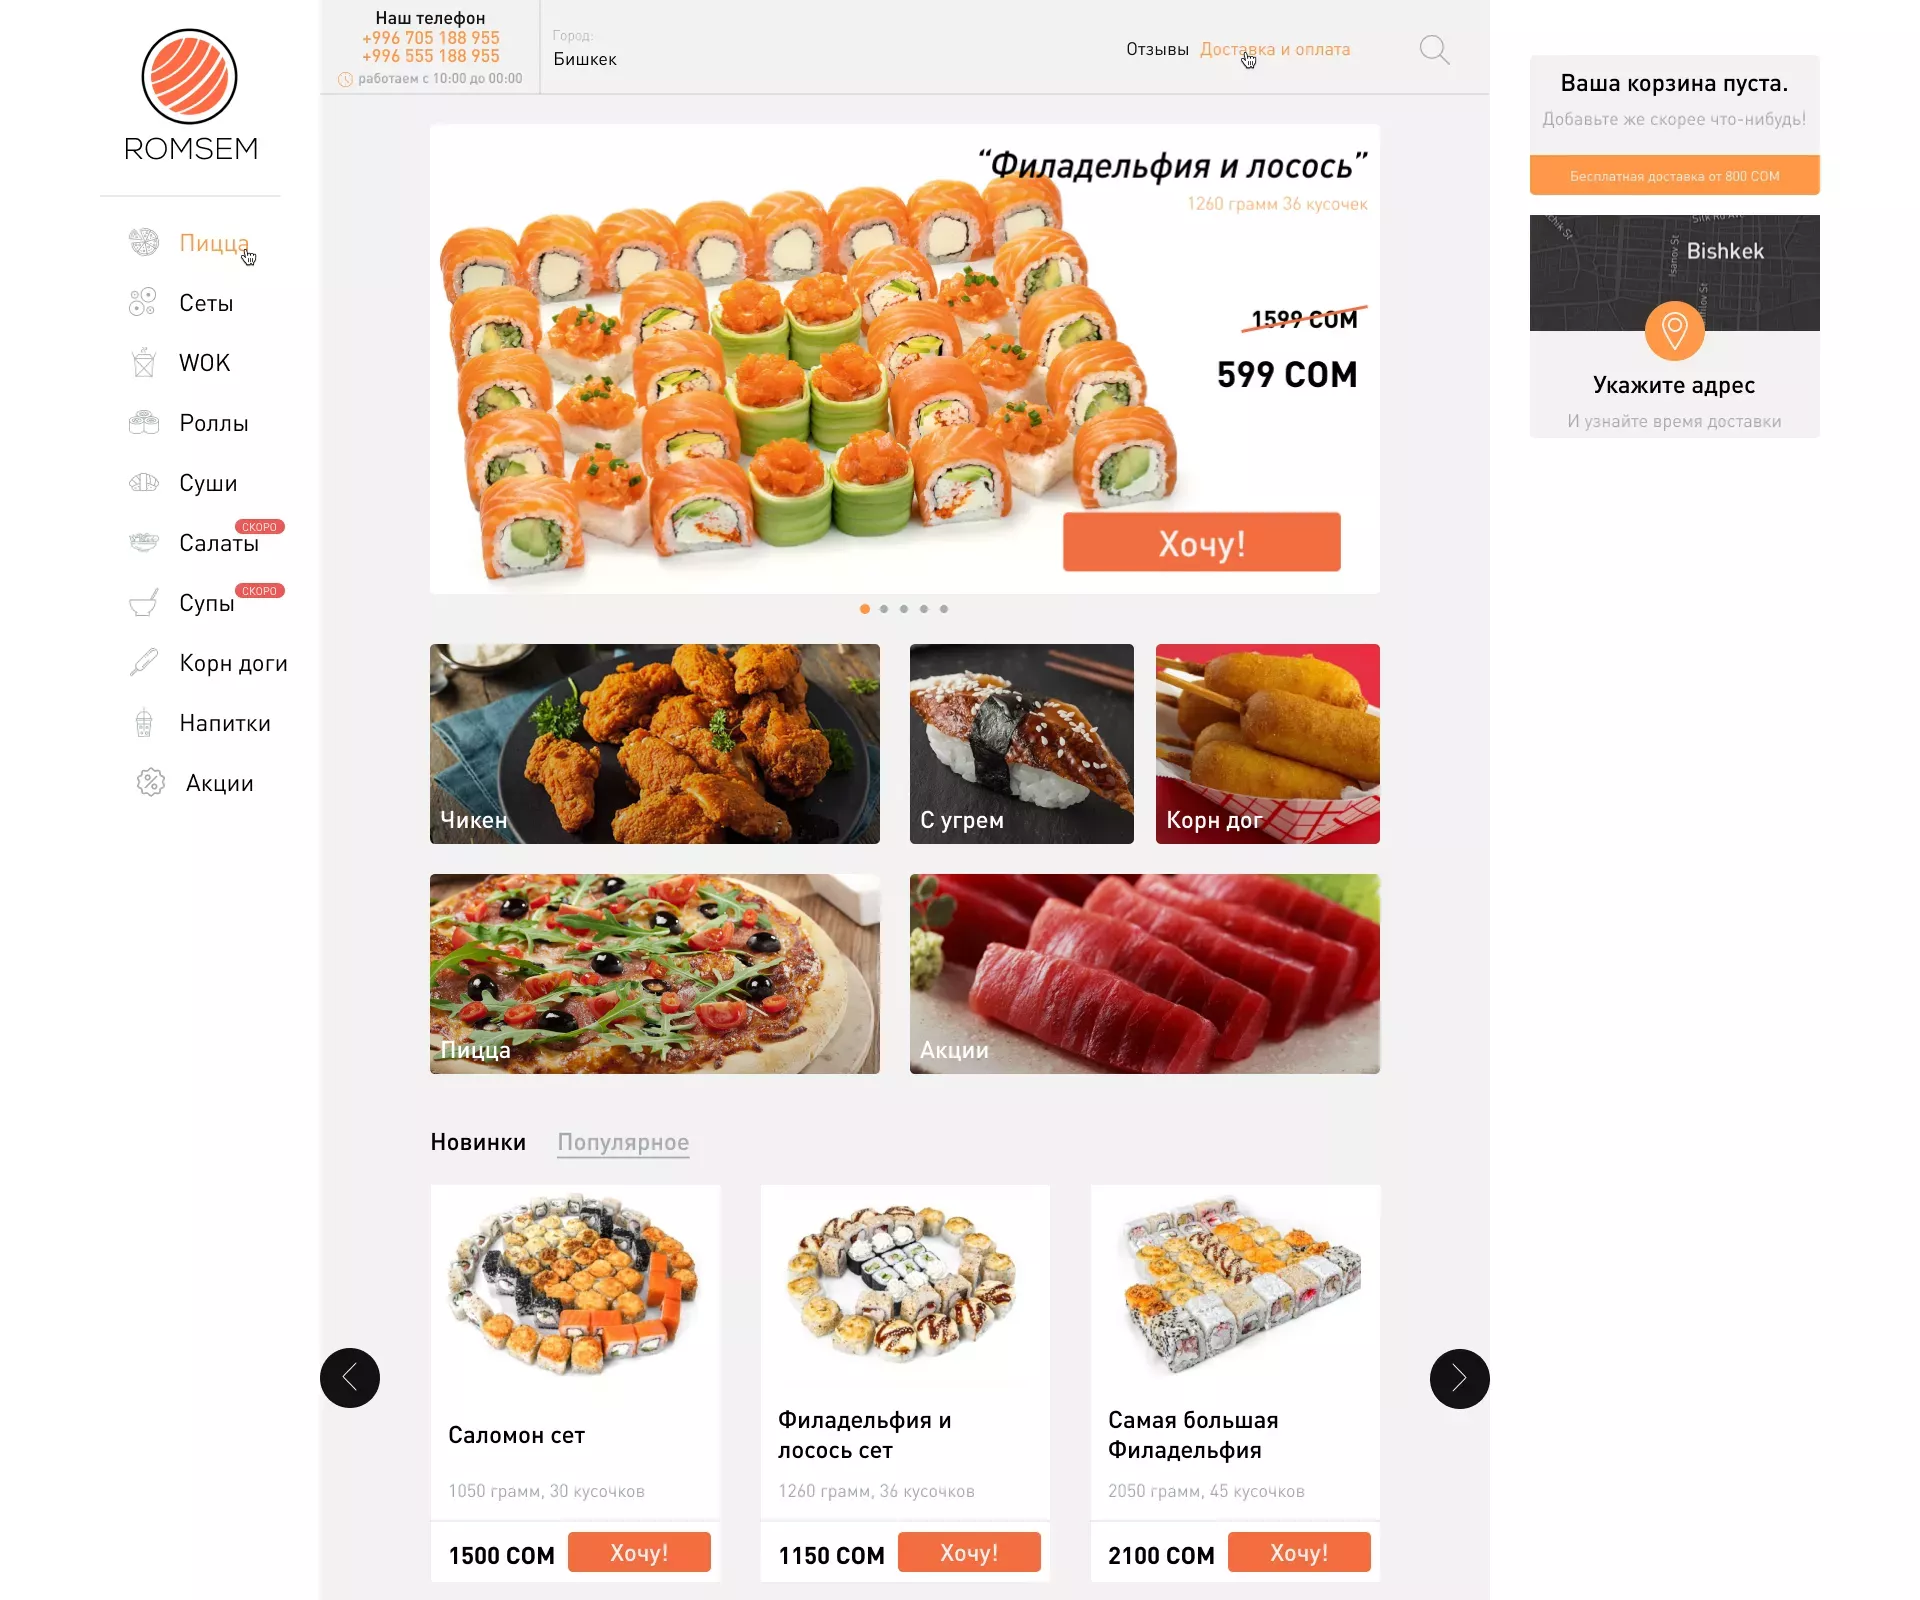 ROMSEM
Пицца
Сеты
WOK
Роллы
Суши
СКОРО
Салаты
СКОРО
Супы
Корн доги
Напитки
Акции
Наш телефон
+996 705 188 955
+996 555 188 955
работаем с 10:00 до 00:00
Город:
Бишкек
Отзывы Доставка и оплата
“Филадельфия и лосось”
1260 грамм 36 кусочек
1599 СОМ
599 СОМ
Хочу!
Чикен
С угрем
Корн дог
Пицца
Акции
Новинки Популярное
Саломон сет
1050 грамм, 30 кусочков
1500 СОМ
Хочу!
Филадельфия и
лосось сет
1260 грамм, 36 кусочков
1150 СОМ
Хочу!
Самая большая
Филадельфия
2050 грамм, 45 кусочков
2100 СОМ
Хочу!
Ваша корзина пуста.
Добавьте же скорее что-нибудь!
Бесплатная доставка от 800 СОМ
Bishkek
Isanov St
Укажите адрес
И узнайте время доставки